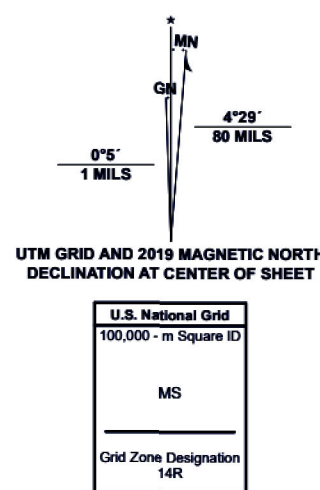 ★
MN
GN
4°29´
80 MILS
0°5´
1 MILS
UTM GRID AND 2019 MAGNETIC NORTH
DECLINATION AT CENTER OF SHEET
U.S. National Grid
100,000 - m Square ID
MS
Grid Zone Designation
14R